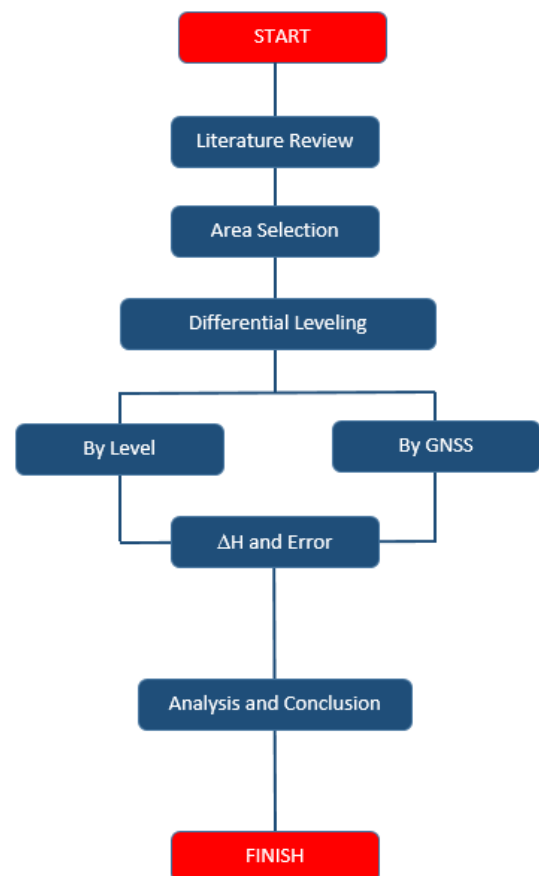 START
Literature Review
Area Selection
Differential Leveling
By Level
By GNSS
ΔH and Error
Analysis and Conclusion
FINISH